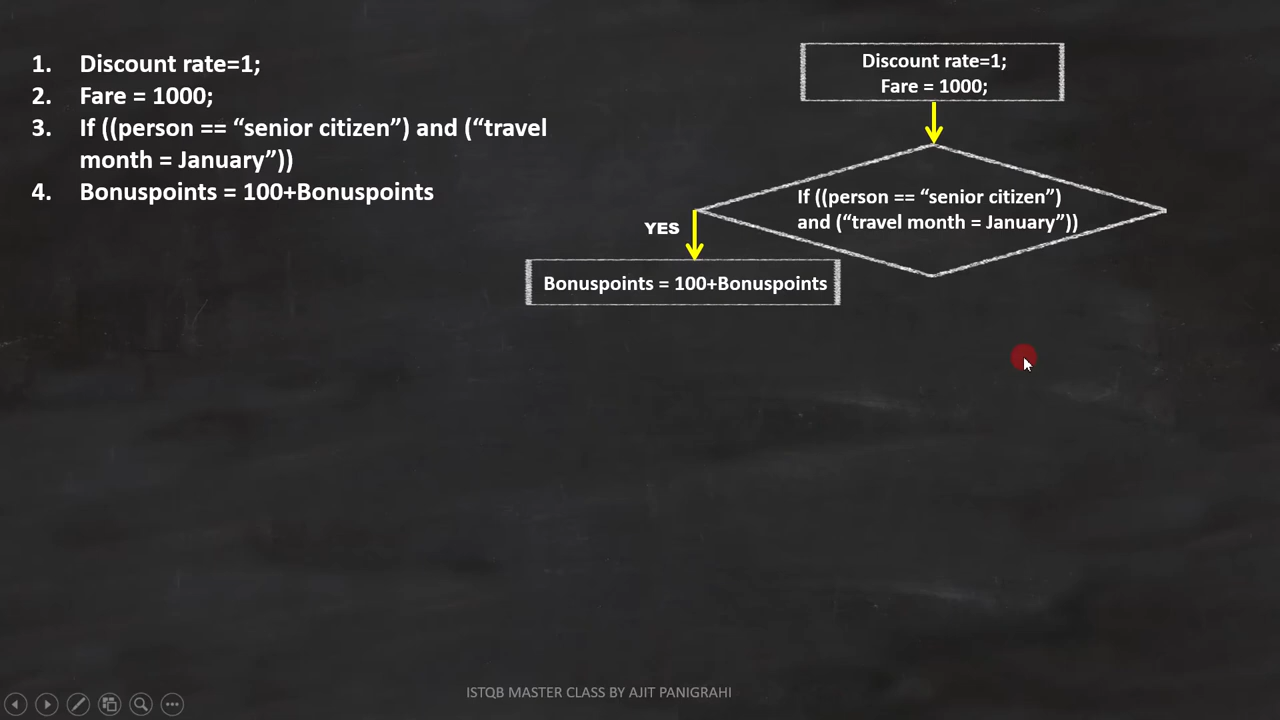 1. Discount rate=1;
2. Fare = 1000;
3. If ((person == “senior citizen”) and (“travel
month = January”))
4. Bonuspoints = 100+Bonuspoints
Discount rate=1;
Fare = 1000;
If ((person == “senior citizen”)
and (“travel month = January”))
YES
Bonuspoints = 100+Bonuspoints
ISTQB MASTER CLASS BY AJIT PANIGRAHI